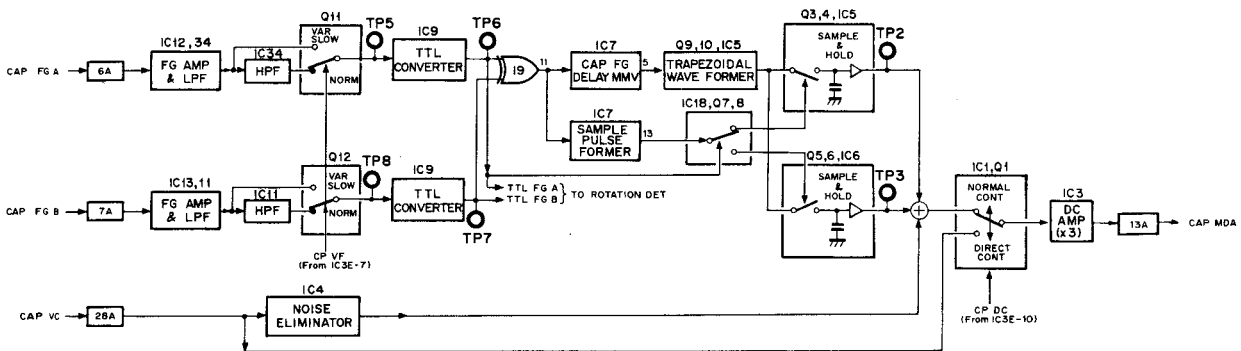 Q11
TP5
TP6
Q3,4, IC5
TP2
IC12, 34
IC34
VAR
SLOW
NORM
IC9
IC7
Q9, 10, IC5
SAMPLE
&
HOLD
CAP FG A
6A
FG AMP
& LPF
HPF
TTL
CONVERTER
19
11
CAP FG
DELAY MMV
5
TRAPEZOIDAL
WAVE FORMER
IC18, Q7, 8
IC7
SAMPLE
PULSE
FORMER
13
Q12
TP8
IC9
Q5,6, IC6
TP3
IC1, Q1
IC13, 11
IC11
VAR
SLOW
NORM
TTL FG A
TTL FG B
TO ROTATION DET
SAMPLE
&
HOLD
NORMAL
CONT
IC3
CAP FG B
7A
FG AMP
& LPF
HPF
TTL
CONVERTER
TP7
+
DIRECT
CONT
DC
AMP
(x3)
13A
CAP MDA
CP VF
(From IC3E-7)
CP DC
(From IC3E-10)
IC4
CAP VC
28A
NOISE
ELIMINATOR